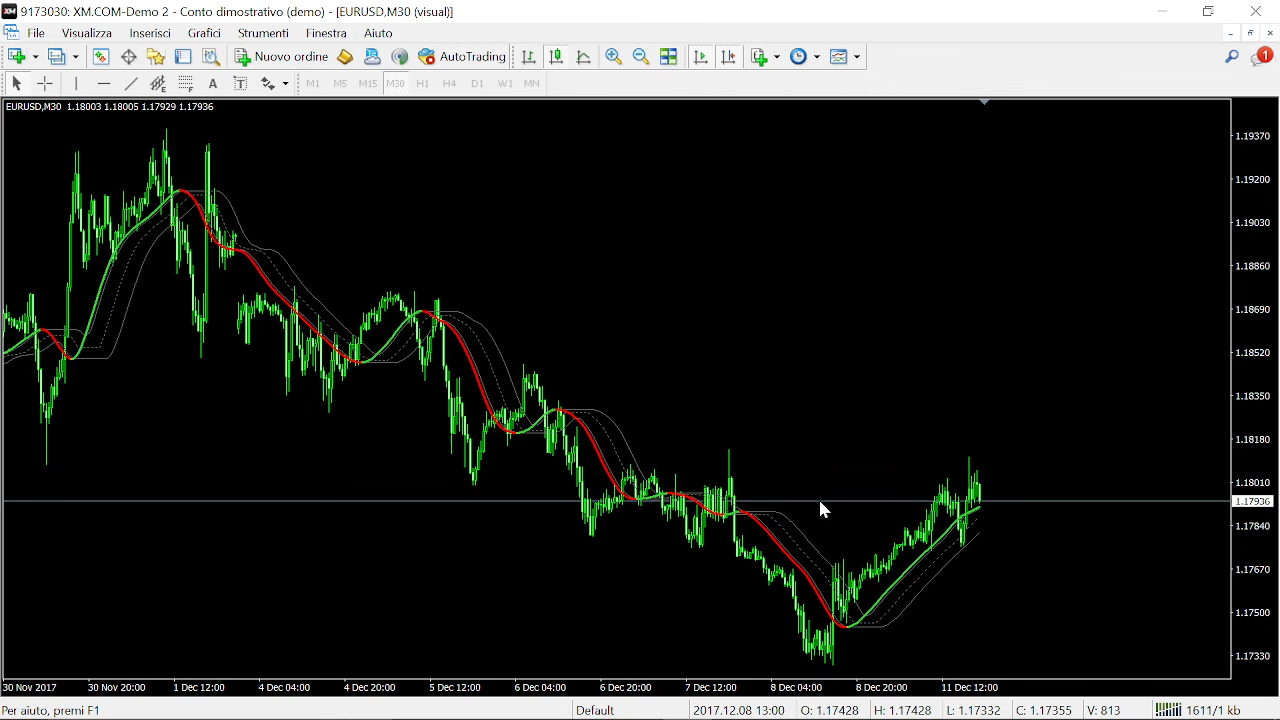 XM 9173030: XM.COM-Demo 2 - Conto dimostrativo (demo) - [EURUSD,M30 (visual)]
File Visualizza Inserisci Grafici Strumenti Finestra Aiuto
Nuovo ordine AutoTrading 1
A T M1 M5 M15 M30 H1 H4 D1 W1 MN
EURUSD,M30 1.18003 1.18005 1.17929 1.17936
1.19370
1.19200
1.19030
1.18860
1.18690
1.18520
1.18350
1.18180
1.18010
1.17936
1.17840
1.17670
1.17500
1.17330
30 Nov 2017 30 Nov 20:00 1 Dec 12:00 4 Dec 04:00 4 Dec 20:00 5 Dec 12:00 6 Dec 04:00 6 Dec 20:00 7 Dec 12:00 8 Dec 04:00 8 Dec 20:00 11 Dec 12:00
Per aiuto, premi F1 Default 2017.12.08 13:00 O: 1.17428 H: 1.17428 L: 1.17332 C: 1.17355 V: 813 1611/1 kb